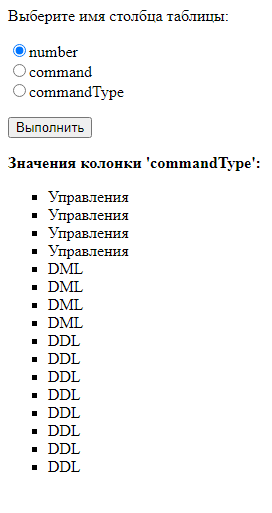 Выберите имя столбца таблицы:
number
command
commandType
Выполнить
Значения колонки 'commandType':
Управления
Управления
Управления
Управления
DML
DML
DML
DML
DDL
DDL
DDL
DDL
DDL
DDL
DDL
DDL